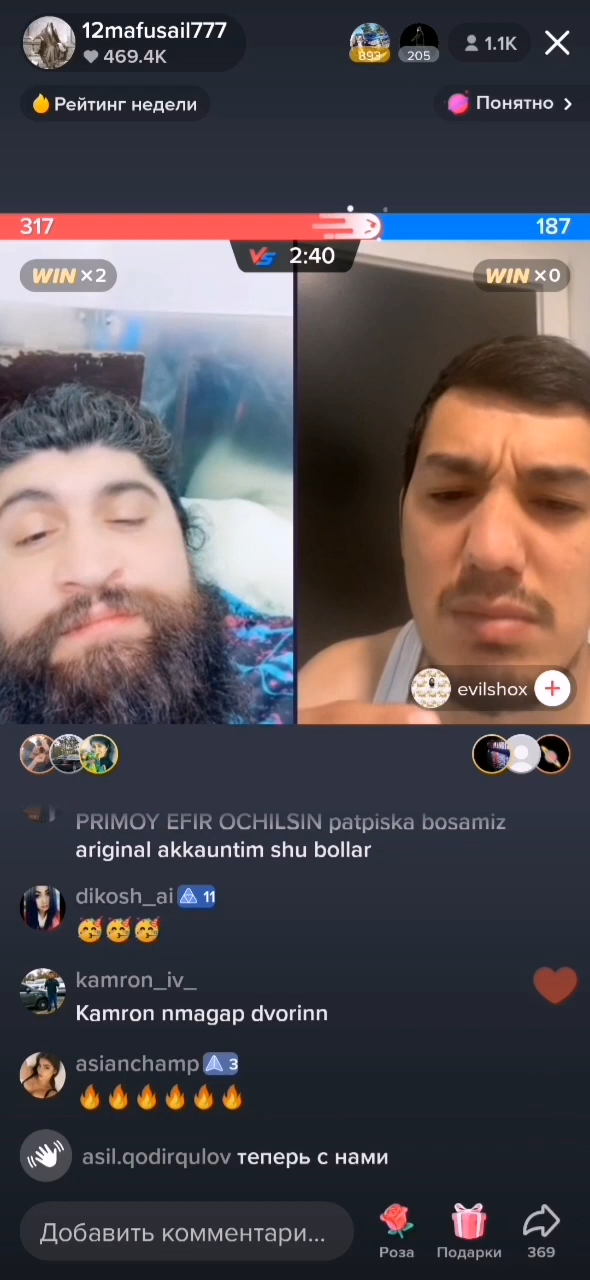 12mafusail777
469.4K
893
205
1.1K
Рейтинг недели
Понятно
317
187
VS 2:40
WIN ×2
WIN ×0
evilshox
PRIMOY EFIR OCHILSIN patpiska bosamiz
ariginal akkauntim shu bollar
dikosh_ai 11
kamron_iv_
Kamron nmagap dvorinn
asianchamp 3
asil.qodirqulov теперь с нами
Добавить комментари...
Роза
Подарки
369